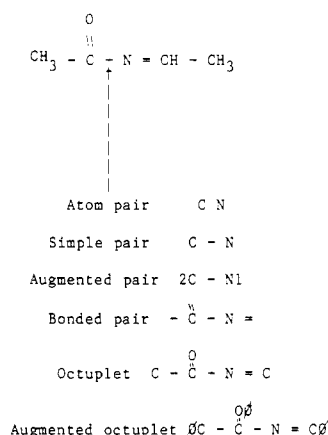 O
||
CH3 - C - N = CH - CH3
Atom pair C N
Simple pair C - N
Augmented pair 2C - N1
Bonded pair - C - N =
O
Octuplet C - C - N = C
OØ
Augmented octuplet ØC - C - N = CØ